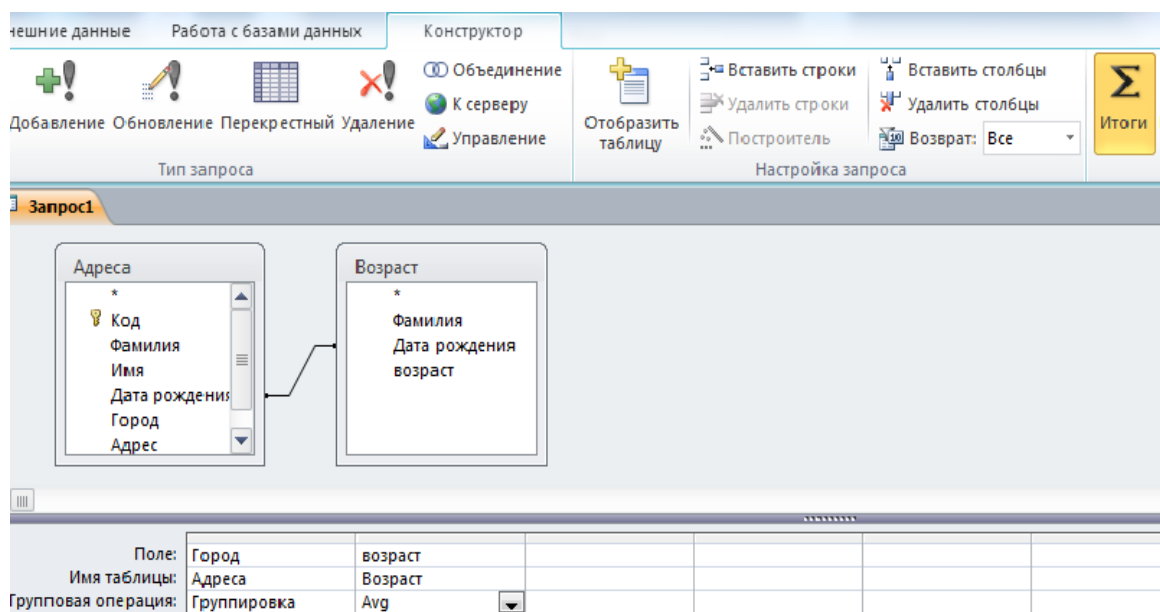 нешние данные Работа с базами данных Конструктор
Добавление Обновление Перекрестный Удаление
Объединение
К серверу
Управление
Тип запроса
Отобразить
таблицу
Вставить строки
Удалить строки
Построитель
Вставить столбцы
Удалить столбцы
Возврат: Все
Настройка запроса
Σ
Итоги
Запрос1
Адреса
*
Код
Фамилия
Имя
Дата рождения
Город
Адрес
Возраст
*
Фамилия
Дата рождения
возраст
Поле: Город возраст
Имя таблицы: Адреса Возраст
Групповая операция: Группировка Avg